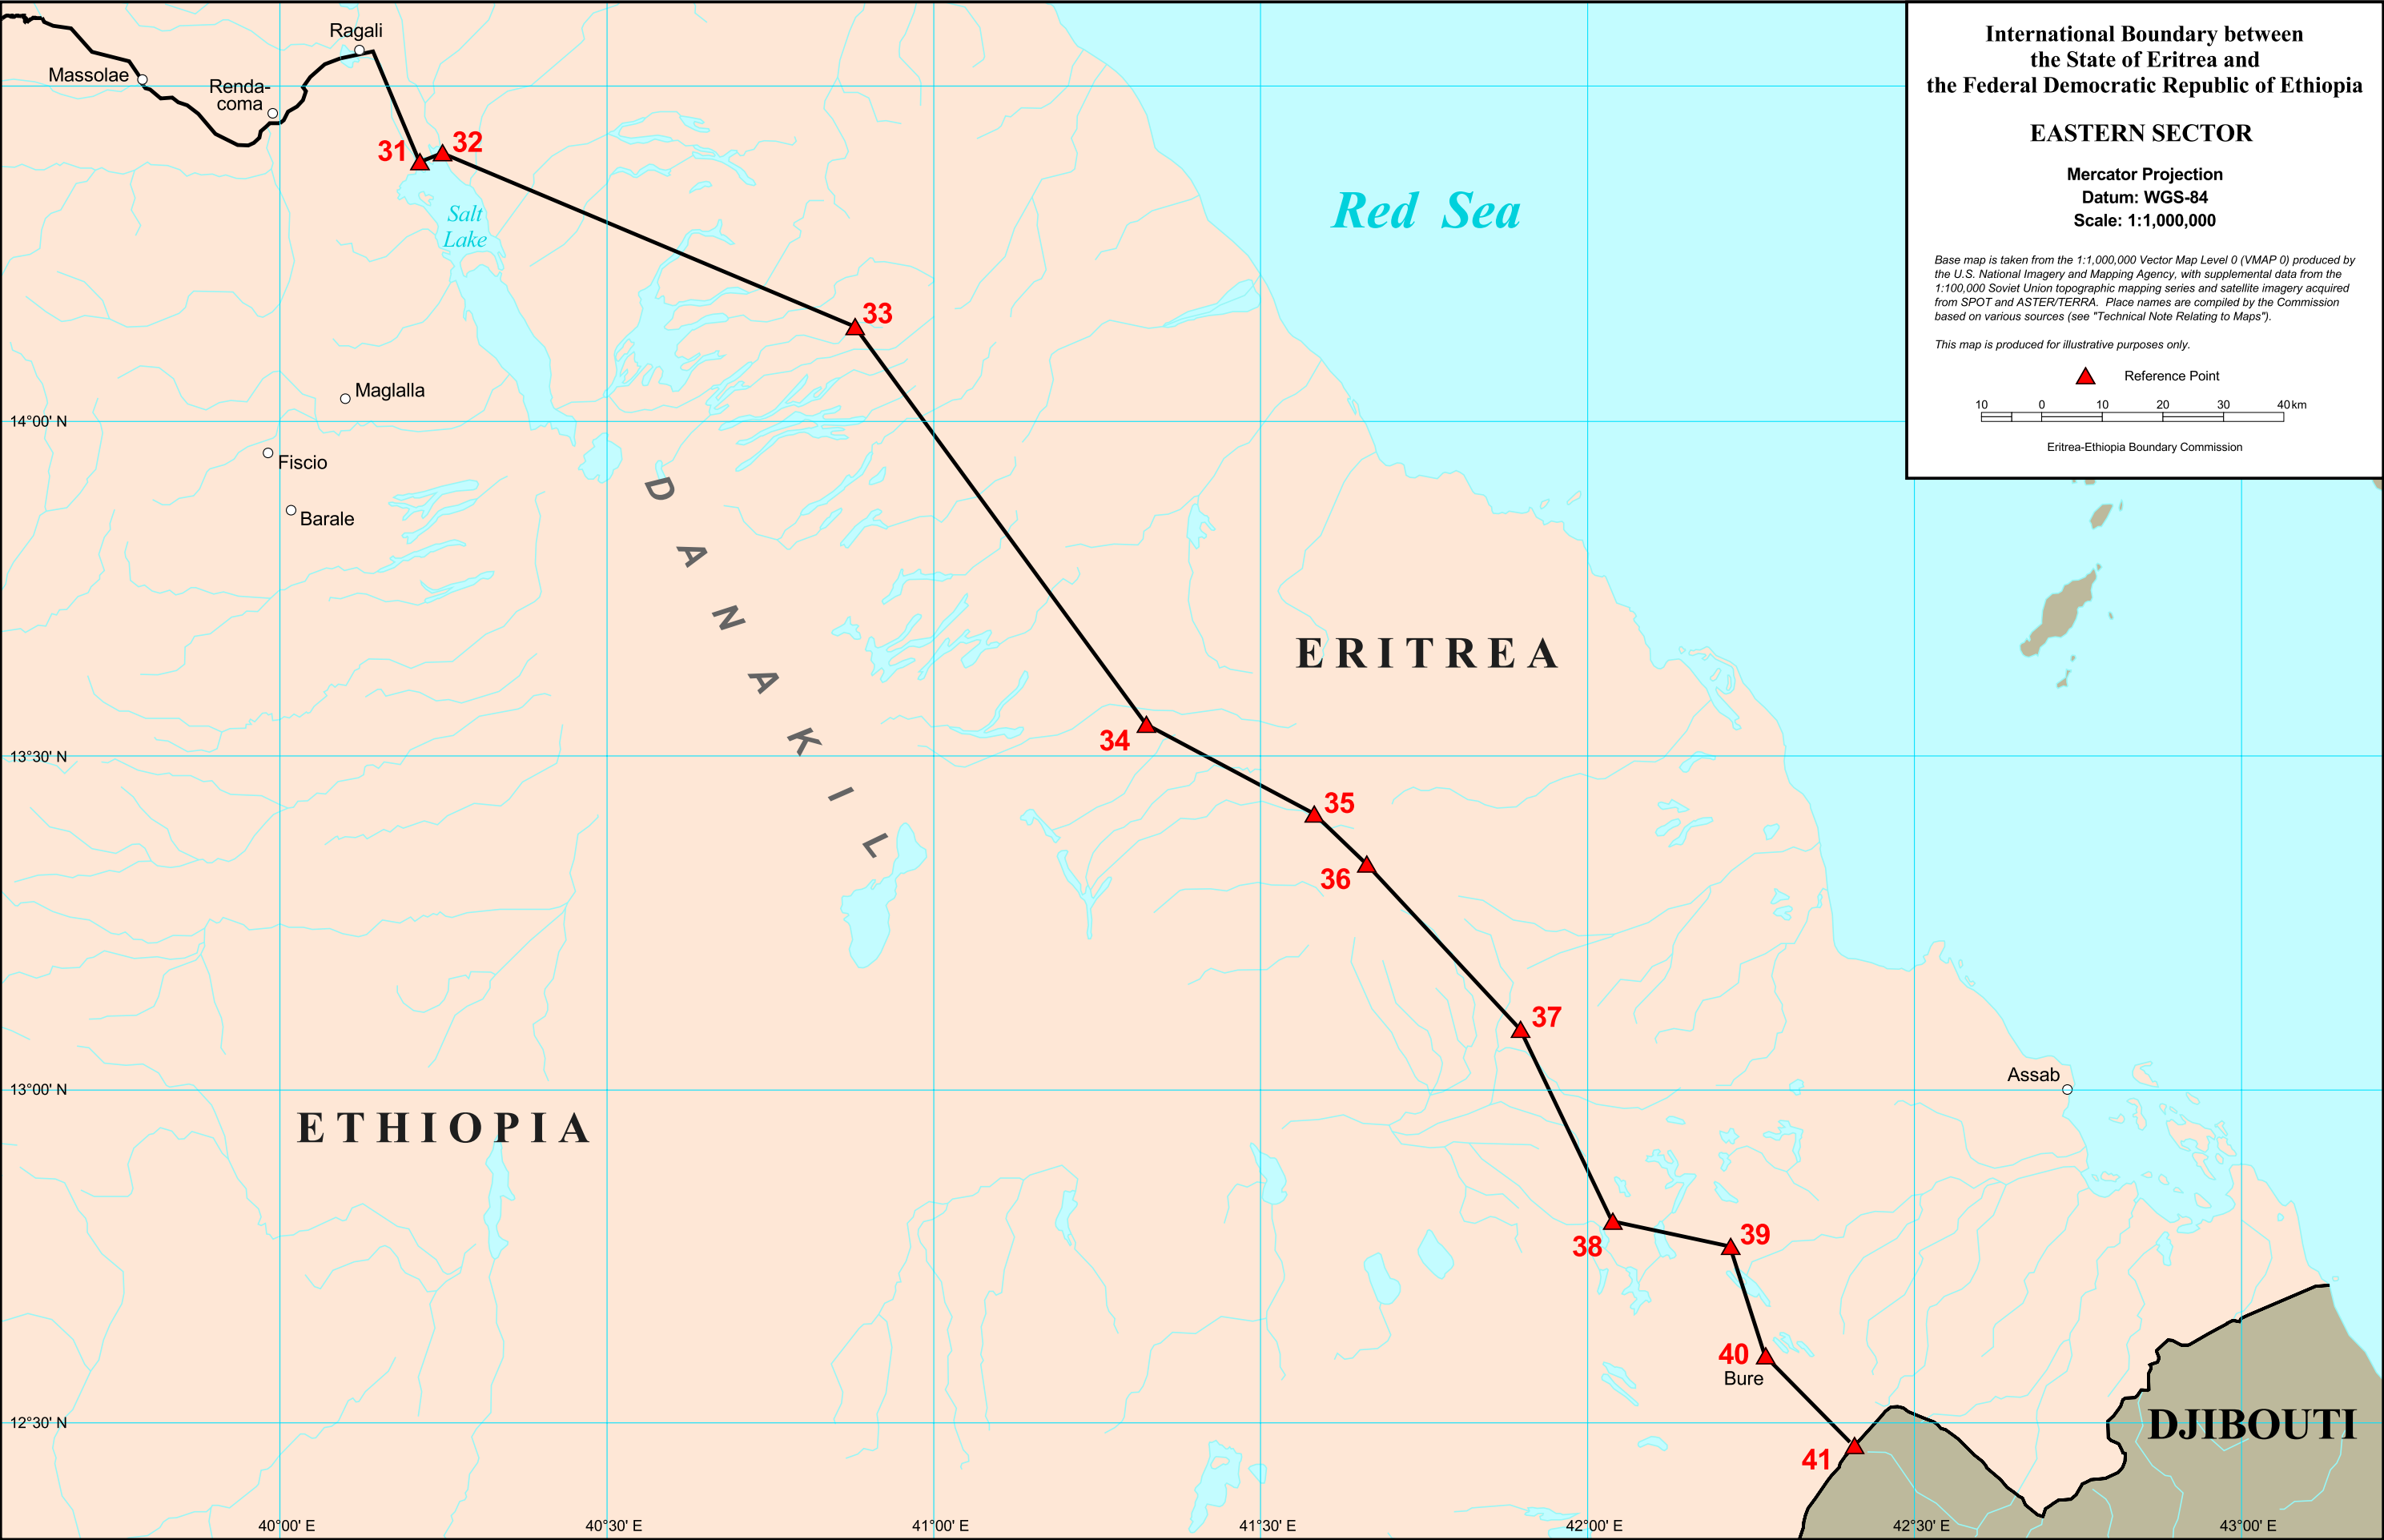 International Boundary between
the State of Eritrea and
the Federal Democratic Republic of Ethiopia
EASTERN SECTOR
Mercator Projection
Datum: WGS-84
Scale: 1:1,000,000
Base map is taken from the 1:1,000,000 Vector Map Level 0 (VMAP 0) produced by
the U.S. National Imagery and Mapping Agency, with supplemental data from the
1:100,000 Soviet Union topographic mapping series and satellite imagery acquired
from SPOT and ASTER/TERRA. Place names are compiled by the Commission
based on various sources (see "Technical Note Relating to Maps").
This map is produced for illustrative purposes only.
Reference Point
10 0 10 20 30 40 km
Eritrea-Ethiopia Boundary Commission
Ragali
Massolae
Renda-
coma
31
32
Salt
Lake
Red Sea
33
Maglalla
14°00' N
Fiscio
Barale
DANAKIL
ERITREA
34
13°30' N
35
36
37
Assab
13°00' N
ETHIOPIA
38
39
40
Bure
12°30' N
DJIBOUTI
41
40°00' E
40°30' E
41°00' E
41°30' E
42°00' E
42°30' E
43°00' E